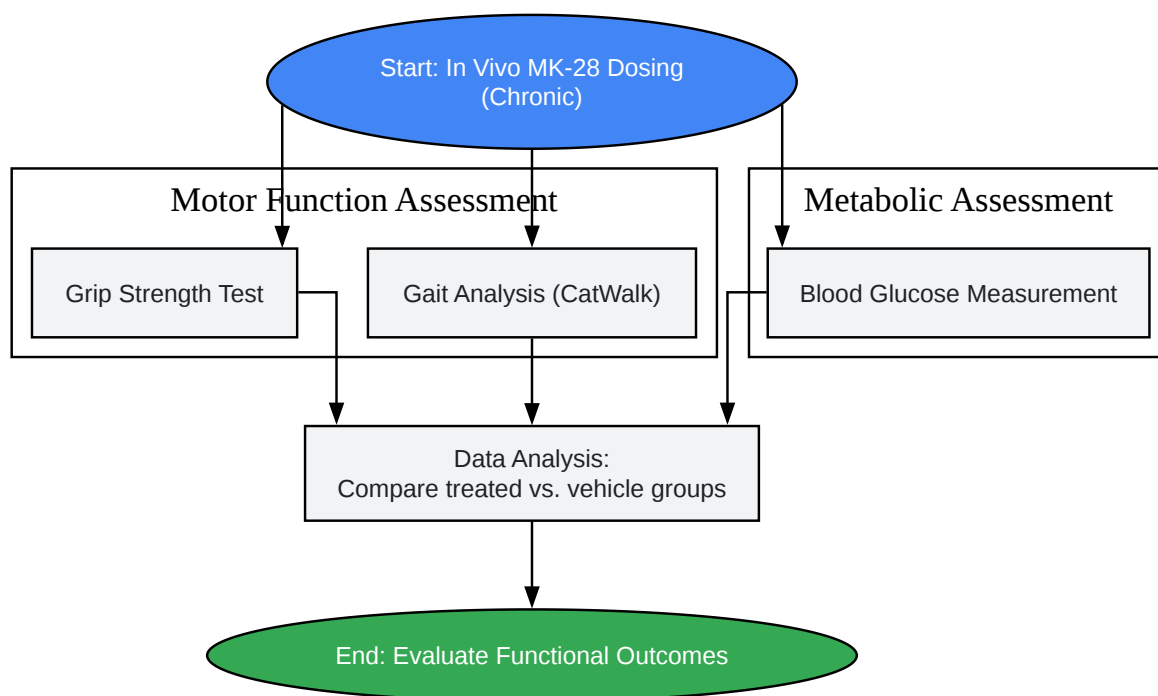 Start: In Vivo MK-28 Dosing
(Chronic)
Motor Function Assessment
Metabolic Assessment
Grip Strength Test
Gait Analysis (CatWalk)
Blood Glucose Measurement
Data Analysis:
Compare treated vs. vehicle groups
End: Evaluate Functional Outcomes